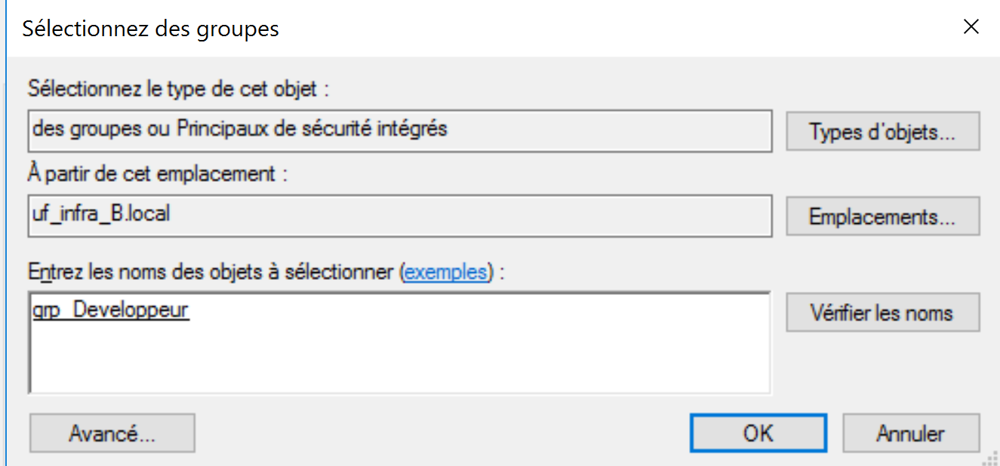 Sélectionnez des groupes
Sélectionnez le type de cet objet :
des groupes ou Principaux de sécurité intégrés
Types d'objets...
À partir de cet emplacement :
uf_infra_B.local
Emplacements...
Entrez les noms des objets à sélectionner (exemples) :
grp_Developpeur
Vérifier les noms
Avancé...
OK
Annuler